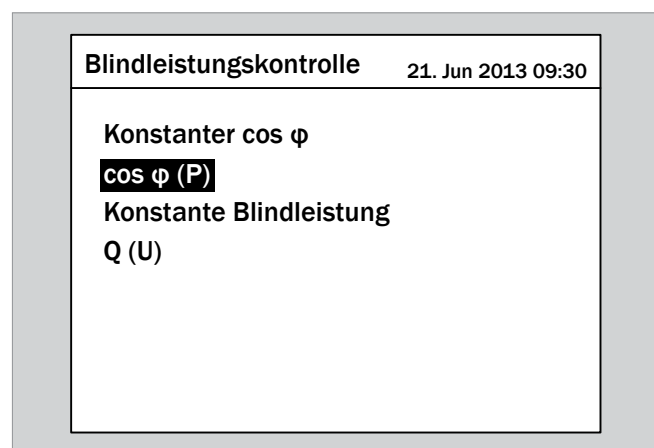 Blindleistungskontrolle 21. Jun 2013 09:30
Konstanter cos φ
cos φ (P)
Konstante Blindleistung
Q (U)